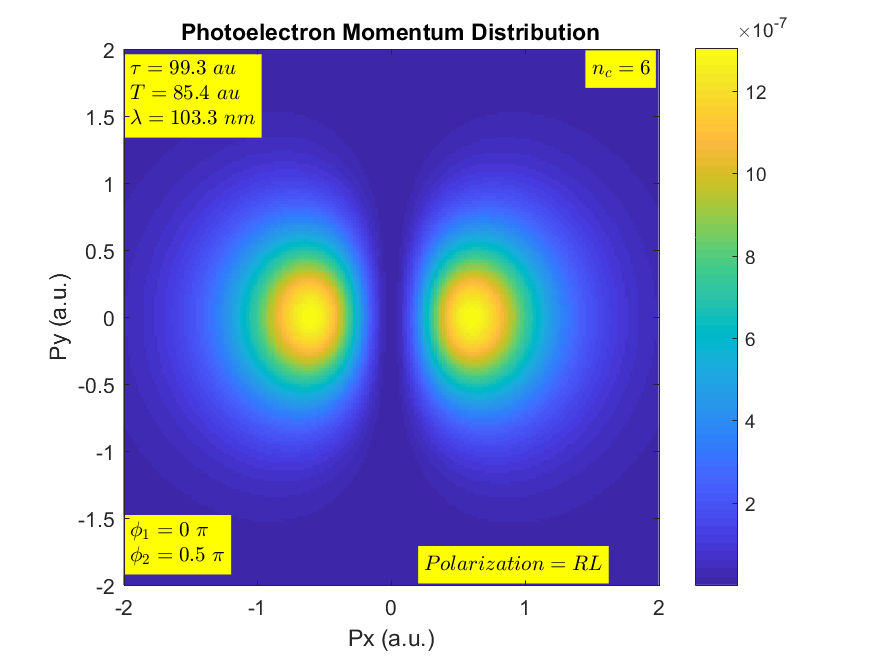 Photoelectron Momentum Distribution
×10⁻⁷
τ = 99.3 au
T = 85.4 au
λ = 103.3 nm
n_c = 6
ϕ₁ = 0 π
ϕ₂ = 0.5 π
Polarization = RL
2
1.5
1
0.5
0
-0.5
-1
-1.5
-2
Py (a.u.)
-2
-1
0
1
2
Px (a.u.)
12
10
8
6
4
2